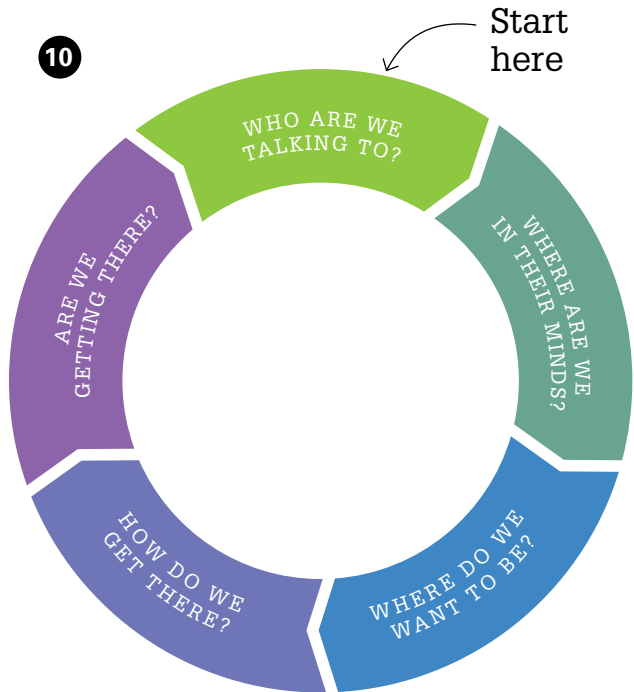 10
Start
here
WHO ARE WE
TALKING TO?
WHERE ARE WE
IN THEIR MINDS?
WHERE DO WE
WANT TO BE?
HOW DO WE
GET THERE?
ARE WE
GETTING THERE?